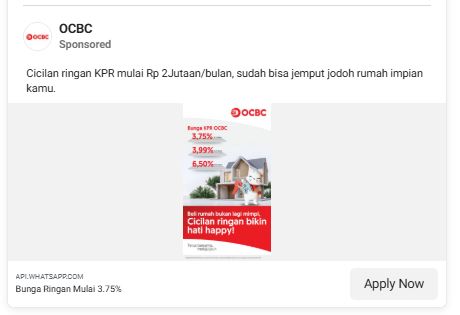 OCBC
OCBC
Sponsored
Cicilan ringan KPR mulai Rp 2Jutaan/bulan, sudah bisa jemput jodoh rumah impian
kamu.
OCBC
Bunga KPR OCBC
3,75%
3,99%
6,50%
Beli rumah bukan lagi mimpi,
Cicilan ringan bikin
hati happy!
API.WHATSAPP.COM
Bunga Ringan Mulai 3.75%
Apply Now